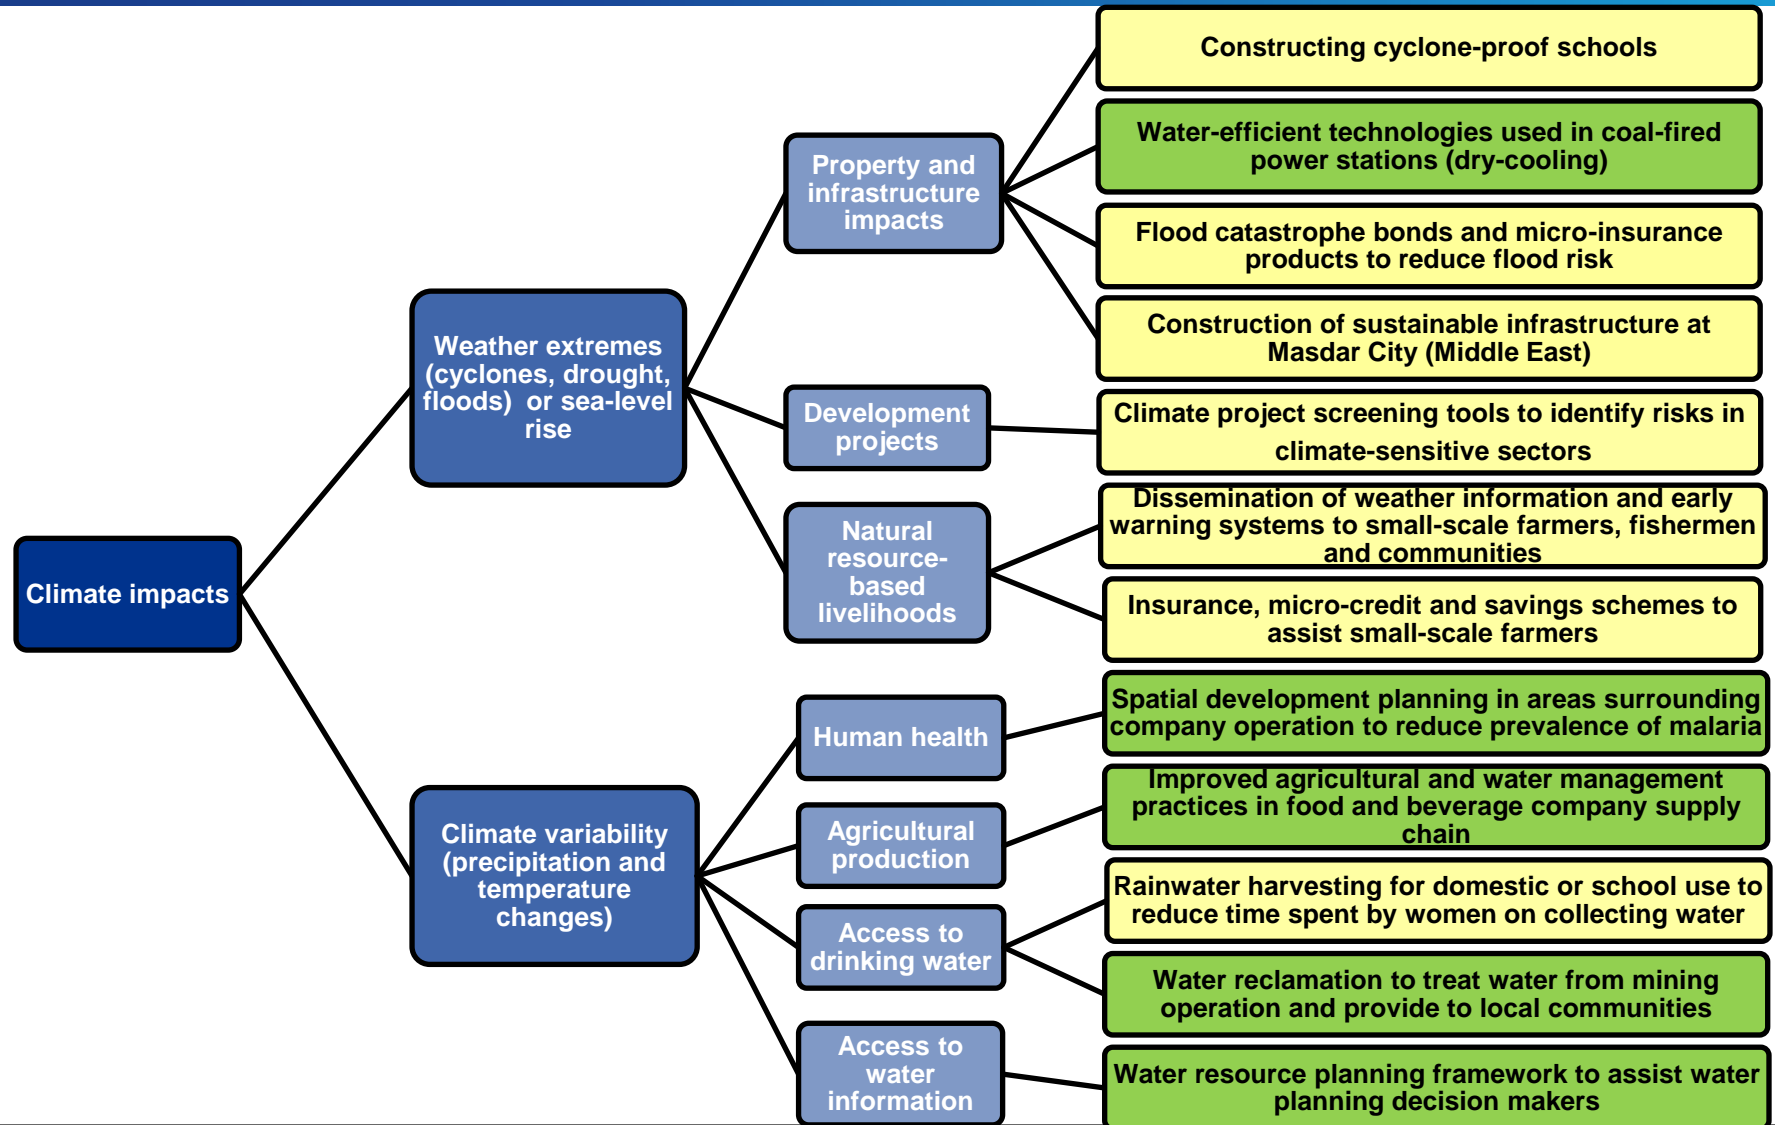 Constructing cyclone-proof schools
Water-efficient technologies used in coal-fired
power stations (dry-cooling)
Property and
infrastructure
impacts
Flood catastrophe bonds and micro-insurance
products to reduce flood risk
Construction of sustainable infrastructure at
Masdar City (Middle East)
Weather extremes
(cyclones, drought,
floods)  or sea-level
rise
Development
projects
Climate project screening tools to identify risks in
climate-sensitive sectors
Natural
resource-
based
livelihoods
Dissemination of weather information and early
warning systems to small-scale farmers, fishermen
and communities
Insurance, micro-credit and savings schemes to
assist small-scale farmers
Climate impacts
Human health
Spatial development planning in areas surrounding
company operation to reduce prevalence of malaria
Agricultural
production
Improved agricultural and water management
practices in food and beverage company supply
chain
Climate variability
(precipitation and
temperature
changes)
Access to
drinking water
Rainwater harvesting for domestic or school use to
reduce time spent by women on collecting water
Water reclamation to treat water from mining
operation and provide to local communities
Access to
water
information
Water resource planning framework to assist water
planning decision makers